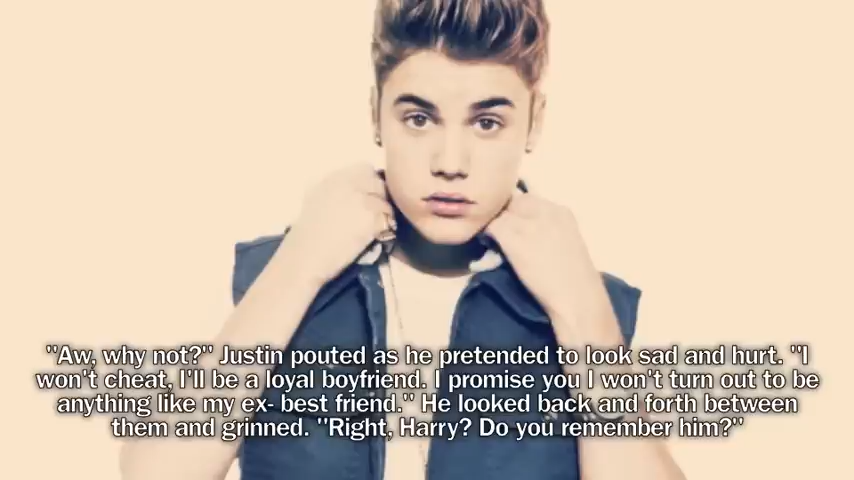 "Aw, why not?" Justin pouted as he pretended to look sad and hurt. "I
won't cheat, I'll be a loyal boyfriend. I promise you I won't turn out to be
anything like my ex- best friend." He looked back and forth between
them and grinned. "Right, Harry? Do you remember him?"